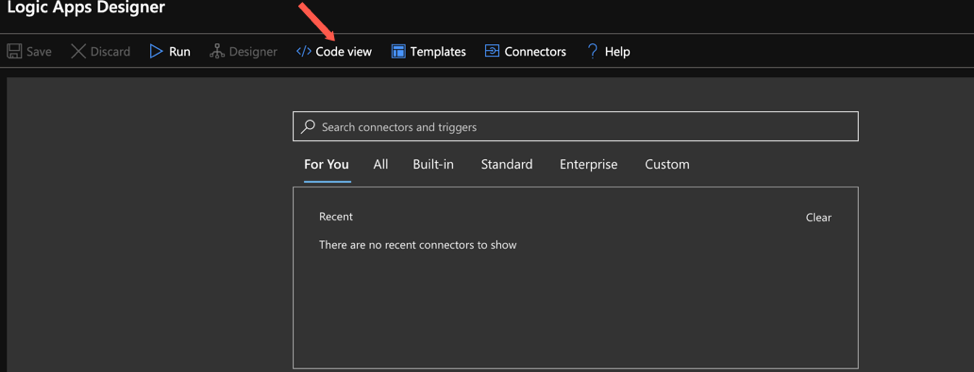 Logic Apps Designer
Save Discard Run Designer </> Code view Templates Connectors ? Help
Search connectors and triggers
For You All Built-in Standard Enterprise Custom
Recent Clear
There are no recent connectors to show